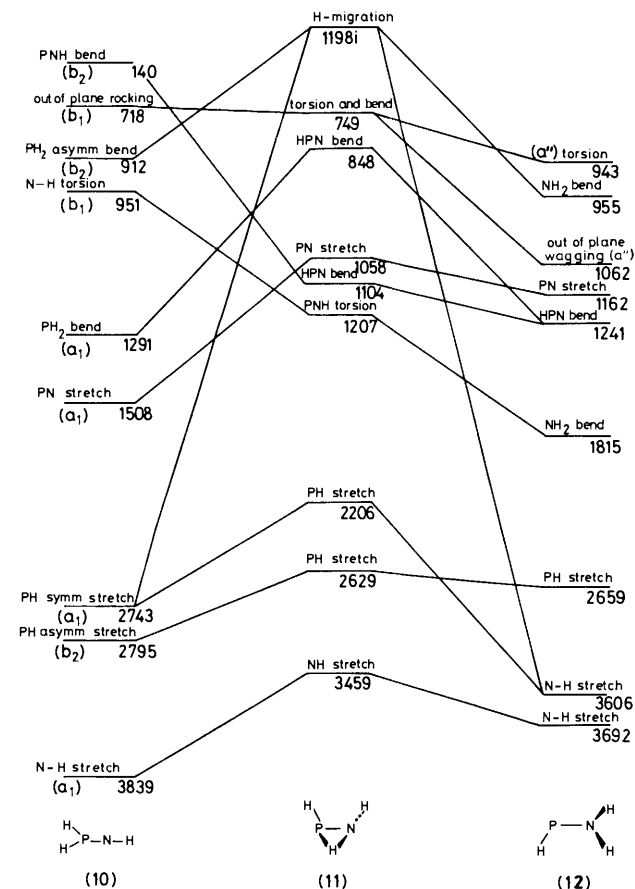 H-migration
1198i
PNH bend
(b2) 140
out of plane rocking
(b1) 718
torsion and bend
749
HPN bend
848
PH2 asymm bend
(b2) 912
(a") torsion
943
N-H torsion
(b1) 951
NH2 bend
955
out of plane
wagging (a")
1062
PN stretch
1058
PN stretch
1162
HPN bend
1104
HPN bend
1241
PNH torsion
1207
PH2 bend
(a1) 1291
PN stretch
(a1) 1508
NH2 bend
1815
PH stretch
2206
PH stretch
2629
PH stretch
2659
PH symm stretch
(a1) 2743
PH asymm stretch
(b2) 2795
NH stretch
3459
N-H stretch
3606
N-H stretch
3692
N-H stretch
(a1) 3839
H
H
P-N-H
H
H
P-N
H
P
N
H
H
H
(10) (11) (12)